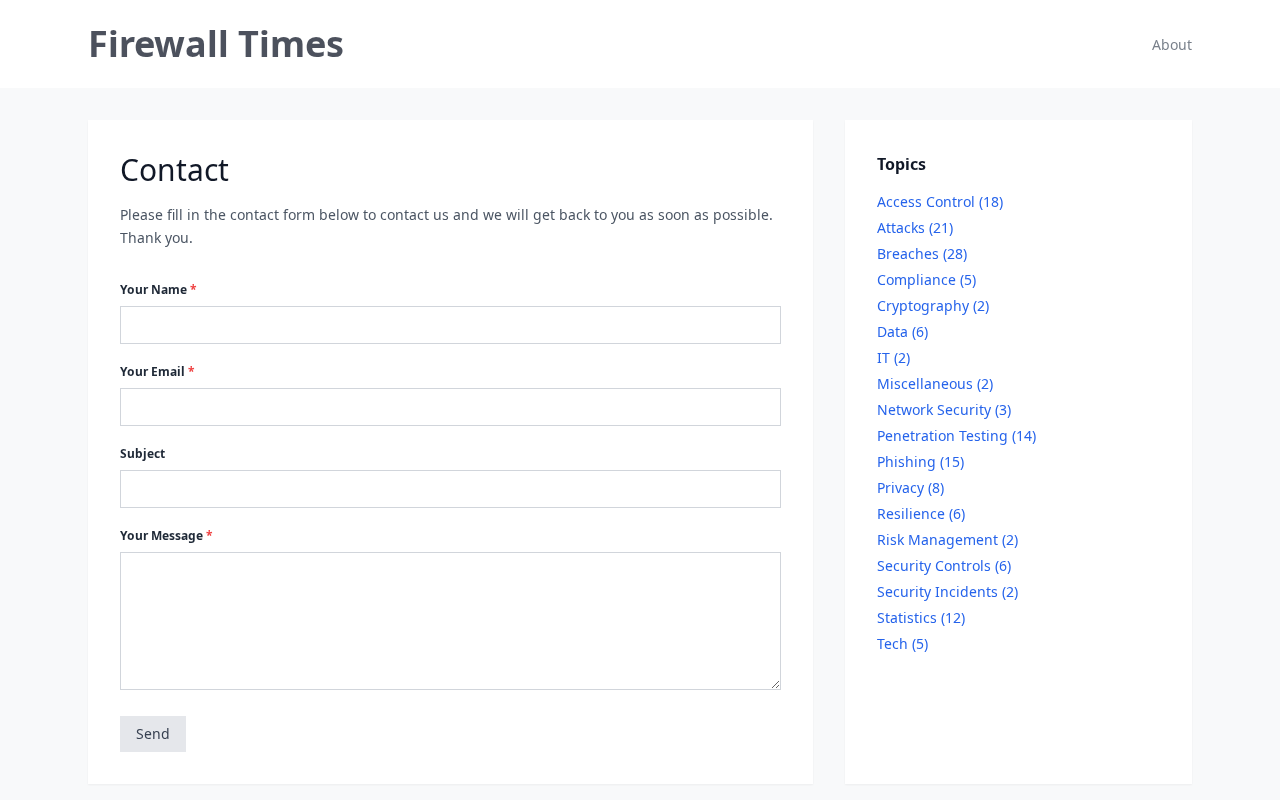 Firewall Times
About
Contact
Please fill in the contact form below to contact us and we will get back to you as soon as possible.
Thank you.
Your Name *
Your Email *
Subject
Your Message *
Send
Topics
Access Control (18)
Attacks (21)
Breaches (28)
Compliance (5)
Cryptography (2)
Data (6)
IT (2)
Miscellaneous (2)
Network Security (3)
Penetration Testing (14)
Phishing (15)
Privacy (8)
Resilience (6)
Risk Management (2)
Security Controls (6)
Security Incidents (2)
Statistics (12)
Tech (5)